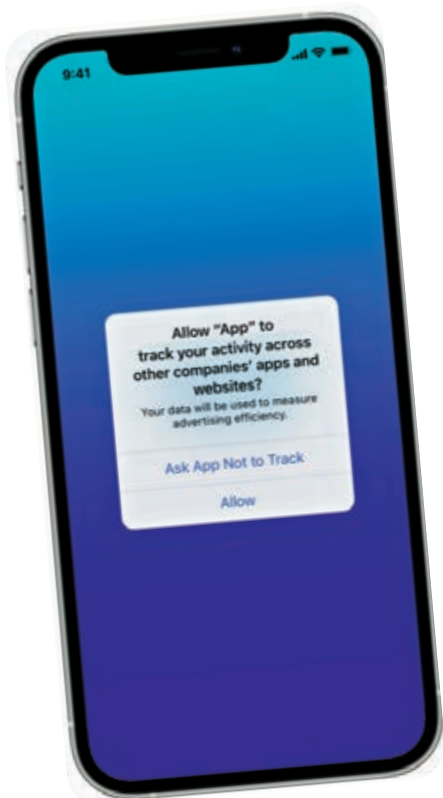 9:41
Allow “App” to
track your activity across
other companies’ apps and
websites?
Your data will be used to measure
advertising efficiency.
Ask App Not to Track
Allow